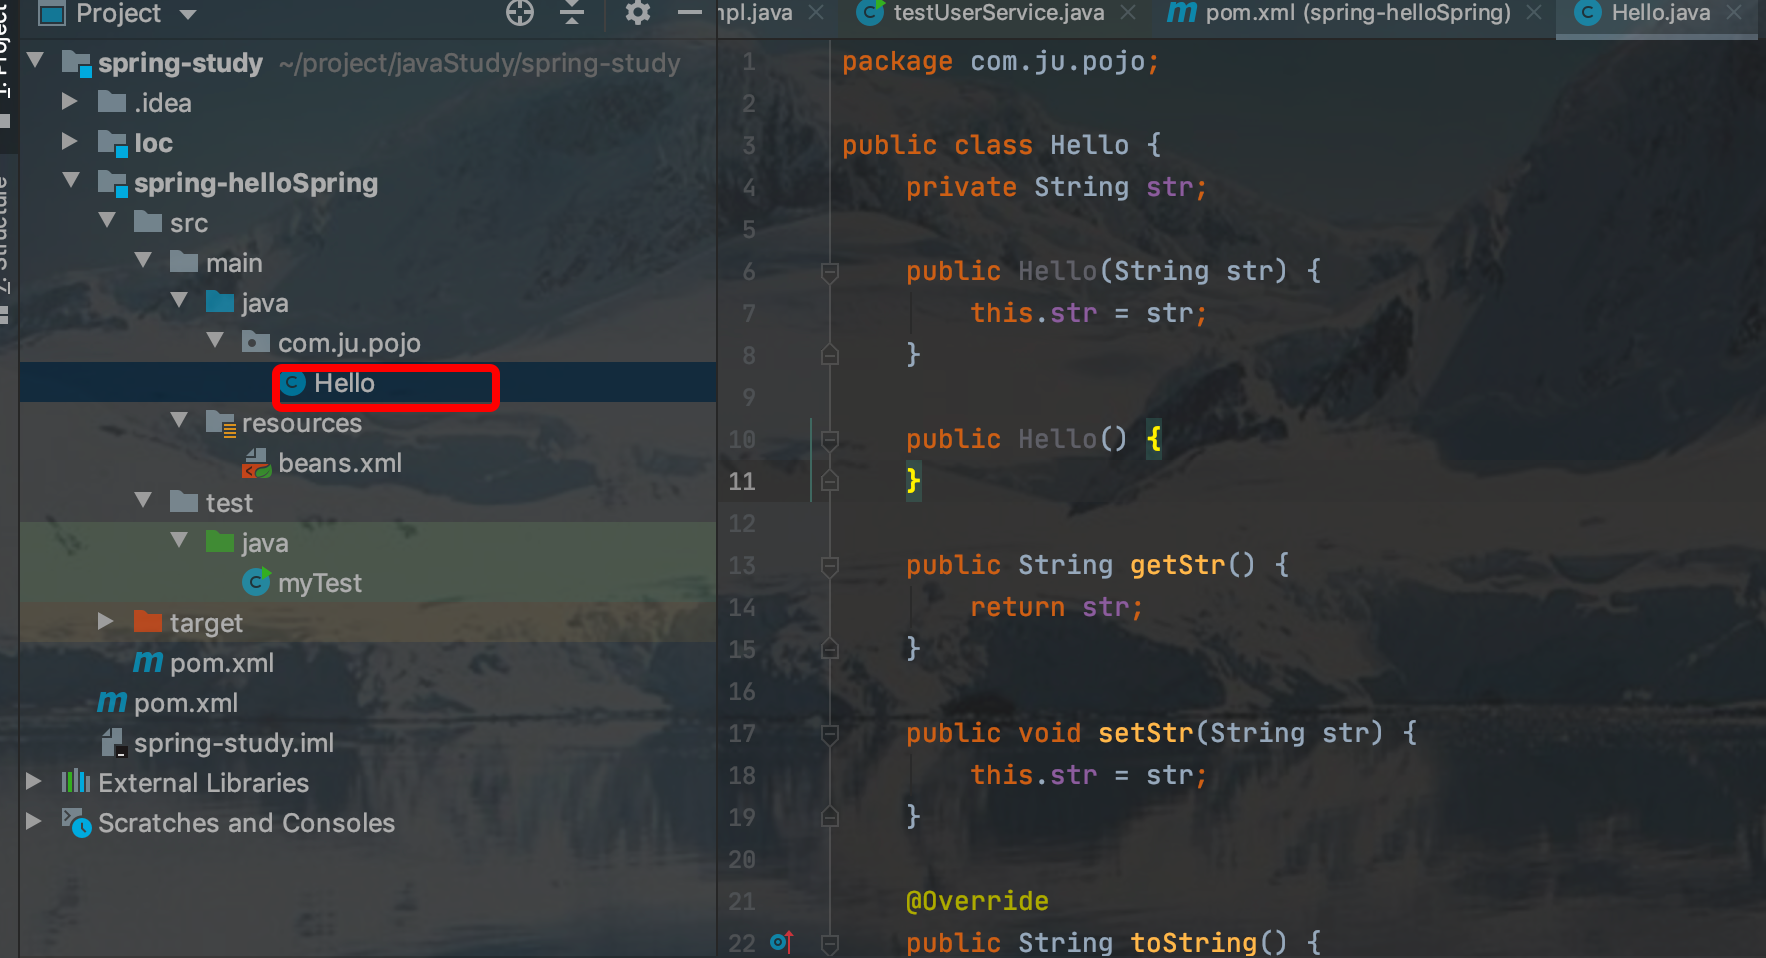 Project
1: Project
2: Structure
spring-study ~/project/javaStudy/spring-study
.idea
Ioc
spring-helloSpring
src
main
java
com.ju.pojo
Hello
resources
beans.xml
test
java
myTest
target
pom.xml
pom.xml
spring-study.iml
External Libraries
Scratches and Consoles
mpl.java testUserService.java pom.xml (spring-helloSpring) Hello.java
1 package com.ju.pojo;
2
3 public class Hello {
4 private String str;
5
6 public Hello(String str) {
7 this.str = str;
8 }
9
10 public Hello() {
11 }
12
13 public String getStr() {
14 return str;
15 }
16
17 public void setStr(String str) {
18 this.str = str;
19 }
20
21 @Override
22 public String toString() {